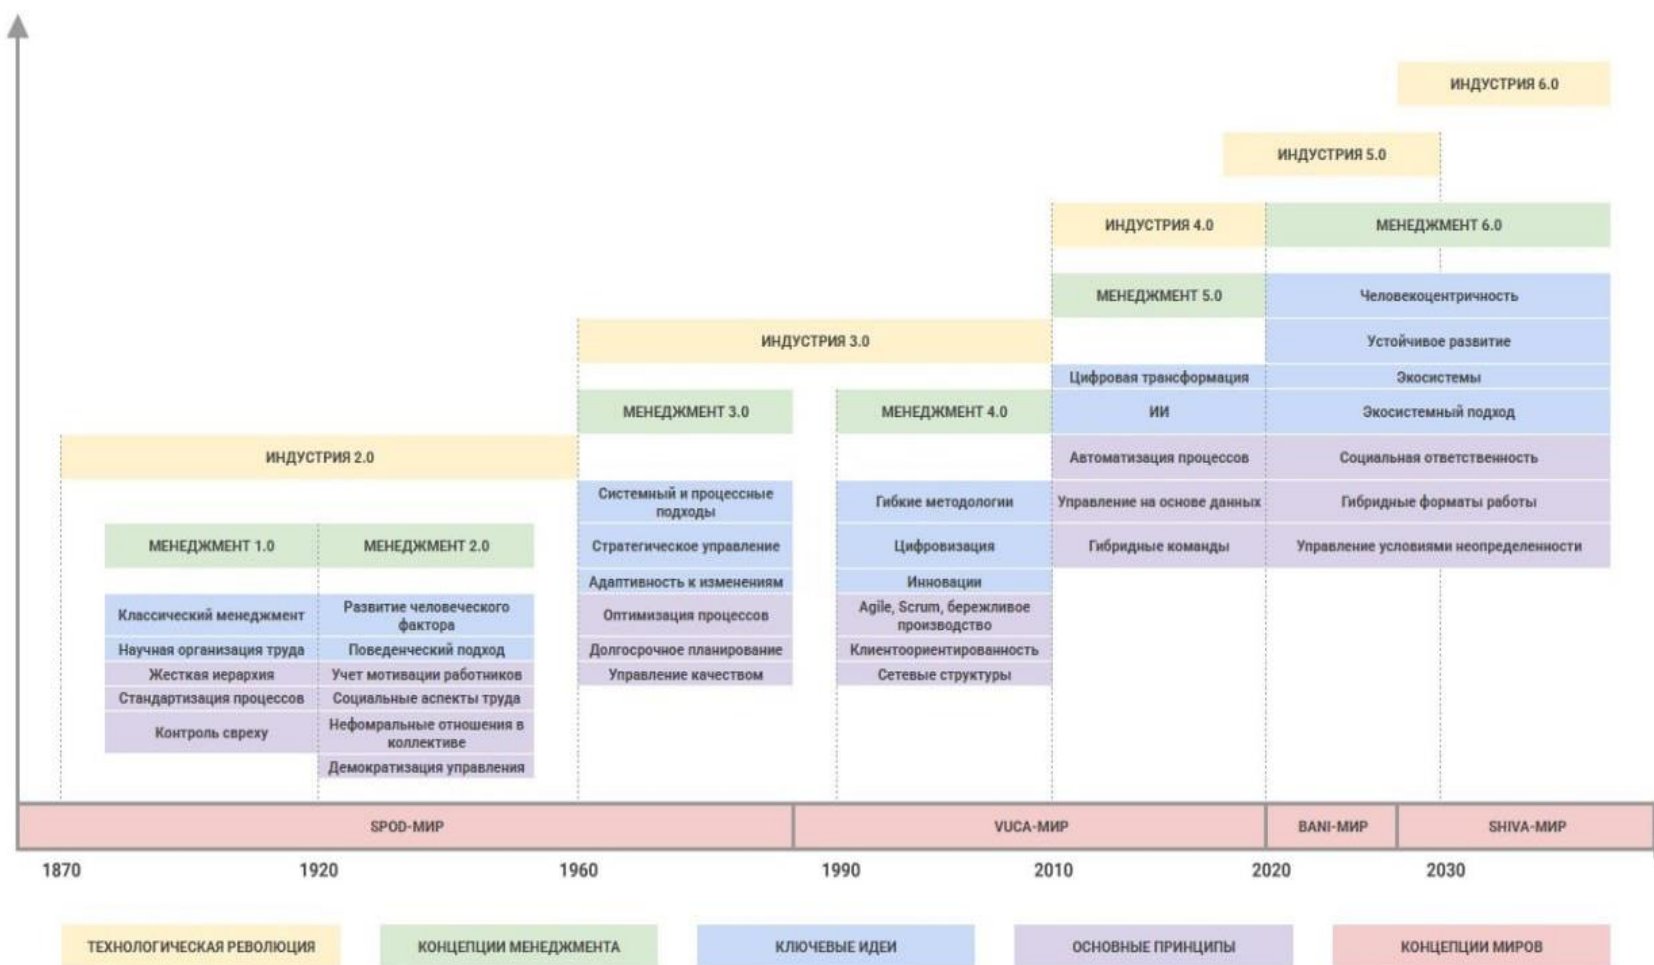 ИНДУСТРИЯ 6.0
ИНДУСТРИЯ 5.0
ИНДУСТРИЯ 4.0
МЕНЕДЖМЕНТ 6.0
МЕНЕДЖМЕНТ 5.0
Человекоцентричность
ИНДУСТРИЯ 3.0
Устойчивое развитие
Цифровая трансформация
Экосистемы
МЕНЕДЖМЕНТ 3.0
МЕНЕДЖМЕНТ 4.0
ИИ
Экосистемный подход
ИНДУСТРИЯ 2.0
Автоматизация процессов
Социальная ответственность
Системный и процессные
подходы
Гибкие методологии
Управление на основе данных
Гибридные форматы работы
МЕНЕДЖМЕНТ 1.0
МЕНЕДЖМЕНТ 2.0
Стратегическое управление
Цифровизация
Гибридные команды
Управление условиями неопределенности
Адаптивность к изменениям
Инновации
Классический менеджмент
Развитие человеческого
фактора
Оптимизация процессов
Agile, Scrum, бережливое
производство
Научная организация труда
Поведенческий подход
Долгосрочное планирование
Клиентоориентированность
Жесткая иерархия
Учет мотивации работников
Управление качеством
Сетевые структуры
Стандартизация процессов
Социальные аспекты труда
Контроль свреху
Нефомральные отношения в
коллективе
Демократизация управления
SPOD-МИР
VUCA-МИР
BANI-МИР
SHIVA-МИР
1870
1920
1960
1990
2010
2020
2030
ТЕХНОЛОГИЧЕСКАЯ РЕВОЛЮЦИЯ
КОНЦЕПЦИИ МЕНЕДЖМЕНТА
КЛЮЧЕВЫЕ ИДЕИ
ОСНОВНЫЕ ПРИНЦИПЫ
КОНЦЕПЦИИ МИРОВ